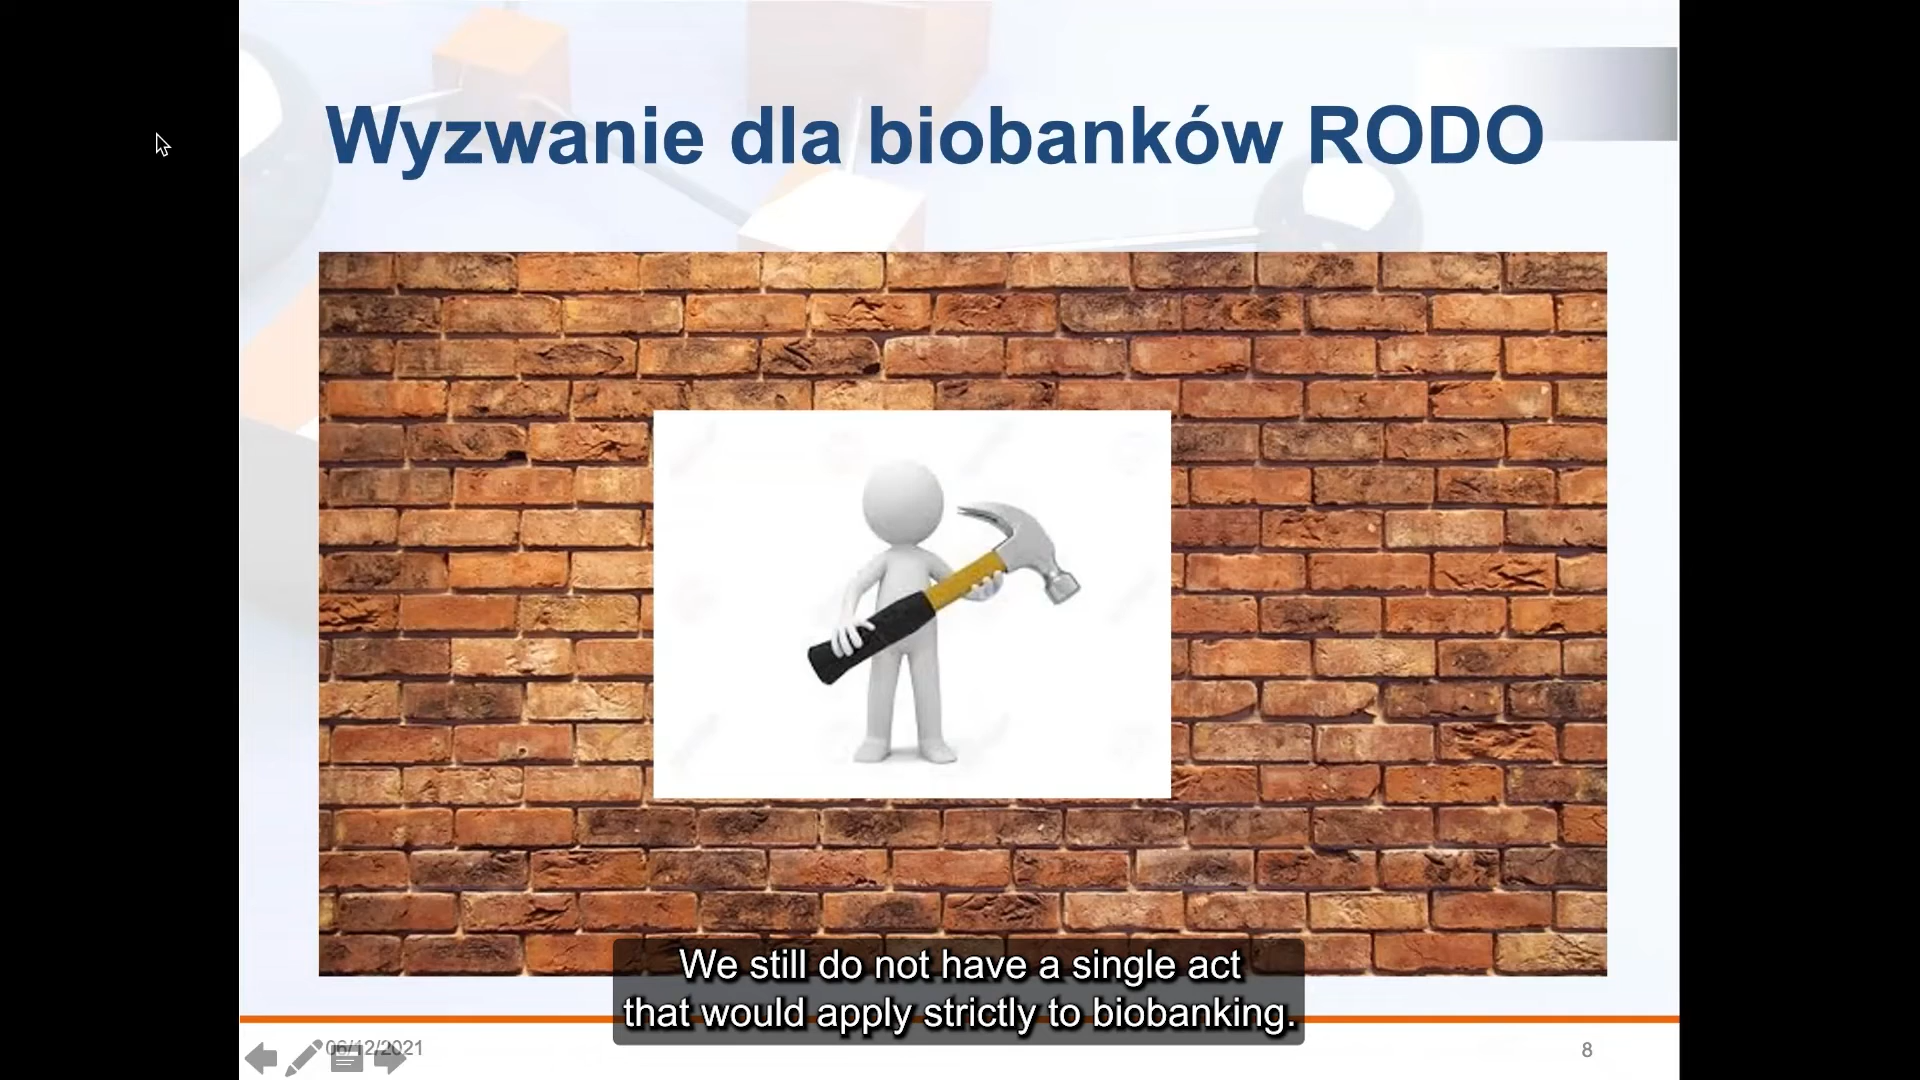 Wyzwanie dla biobanków RODO
We still do not have a single act
that would apply strictly to biobanking.
06/12/2021
8